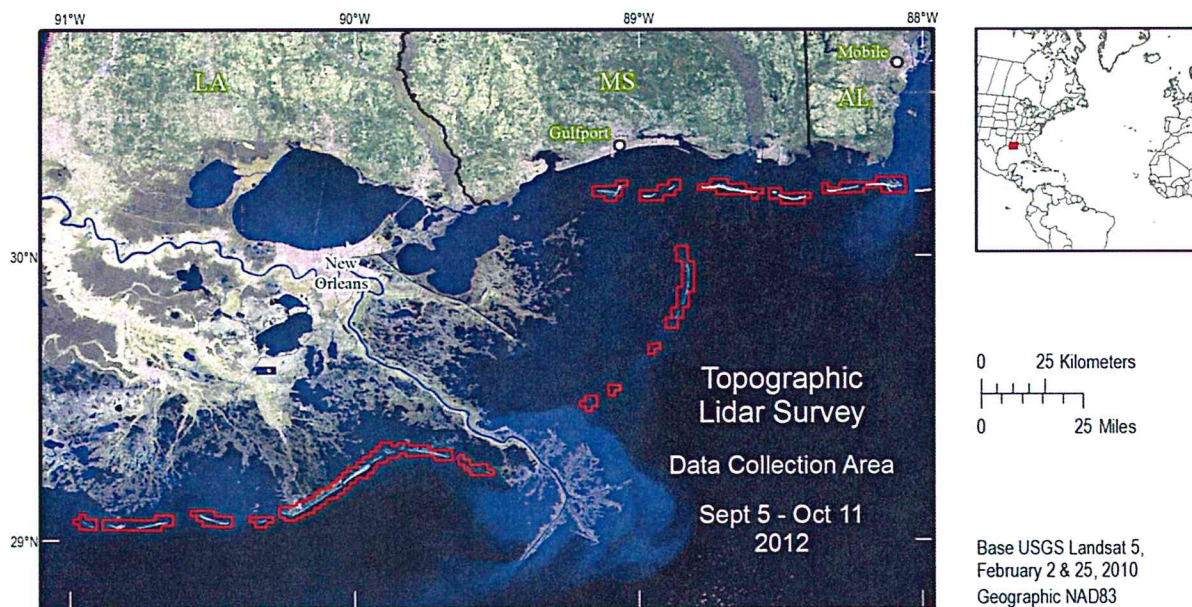 91°W
90°W
89°W
88°W
Mobile
LA
MS
AL
Gulfport
30°N
New
Orleans
0 25 Kilometers
0 25 Miles
Topographic
Lidar Survey
Data Collection Area
Sept 5 - Oct 11
2012
29°N
Base USGS Landsat 5,
February 2 & 25, 2010
Geographic NAD83